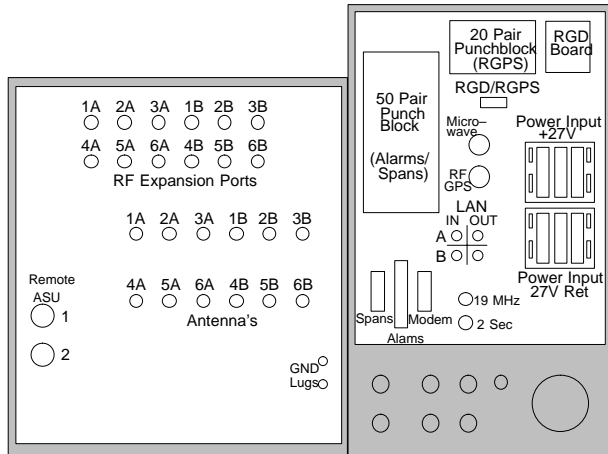 1A 2A 3A 1B 2B 3B
4A 5A 6A 4B 5B 6B
RF Expansion Ports
1A 2A 3A 1B 2B 3B
4A 5A 6A 4B 5B 6B
Antenna's
Remote
ASU
1
2
GND
Lugs
20 Pair
Punchblock
(RGPS)
RGD
Board
RGD/RGPS
50 Pair
Punch
Block
(Alarms/
Spans)
Micro–
wave
RF
GPS
Power Input
+27V
LAN
IN OUT
A
B
Power Input
27V Ret
19 MHz
2 Sec
Spans
Modem
Alams